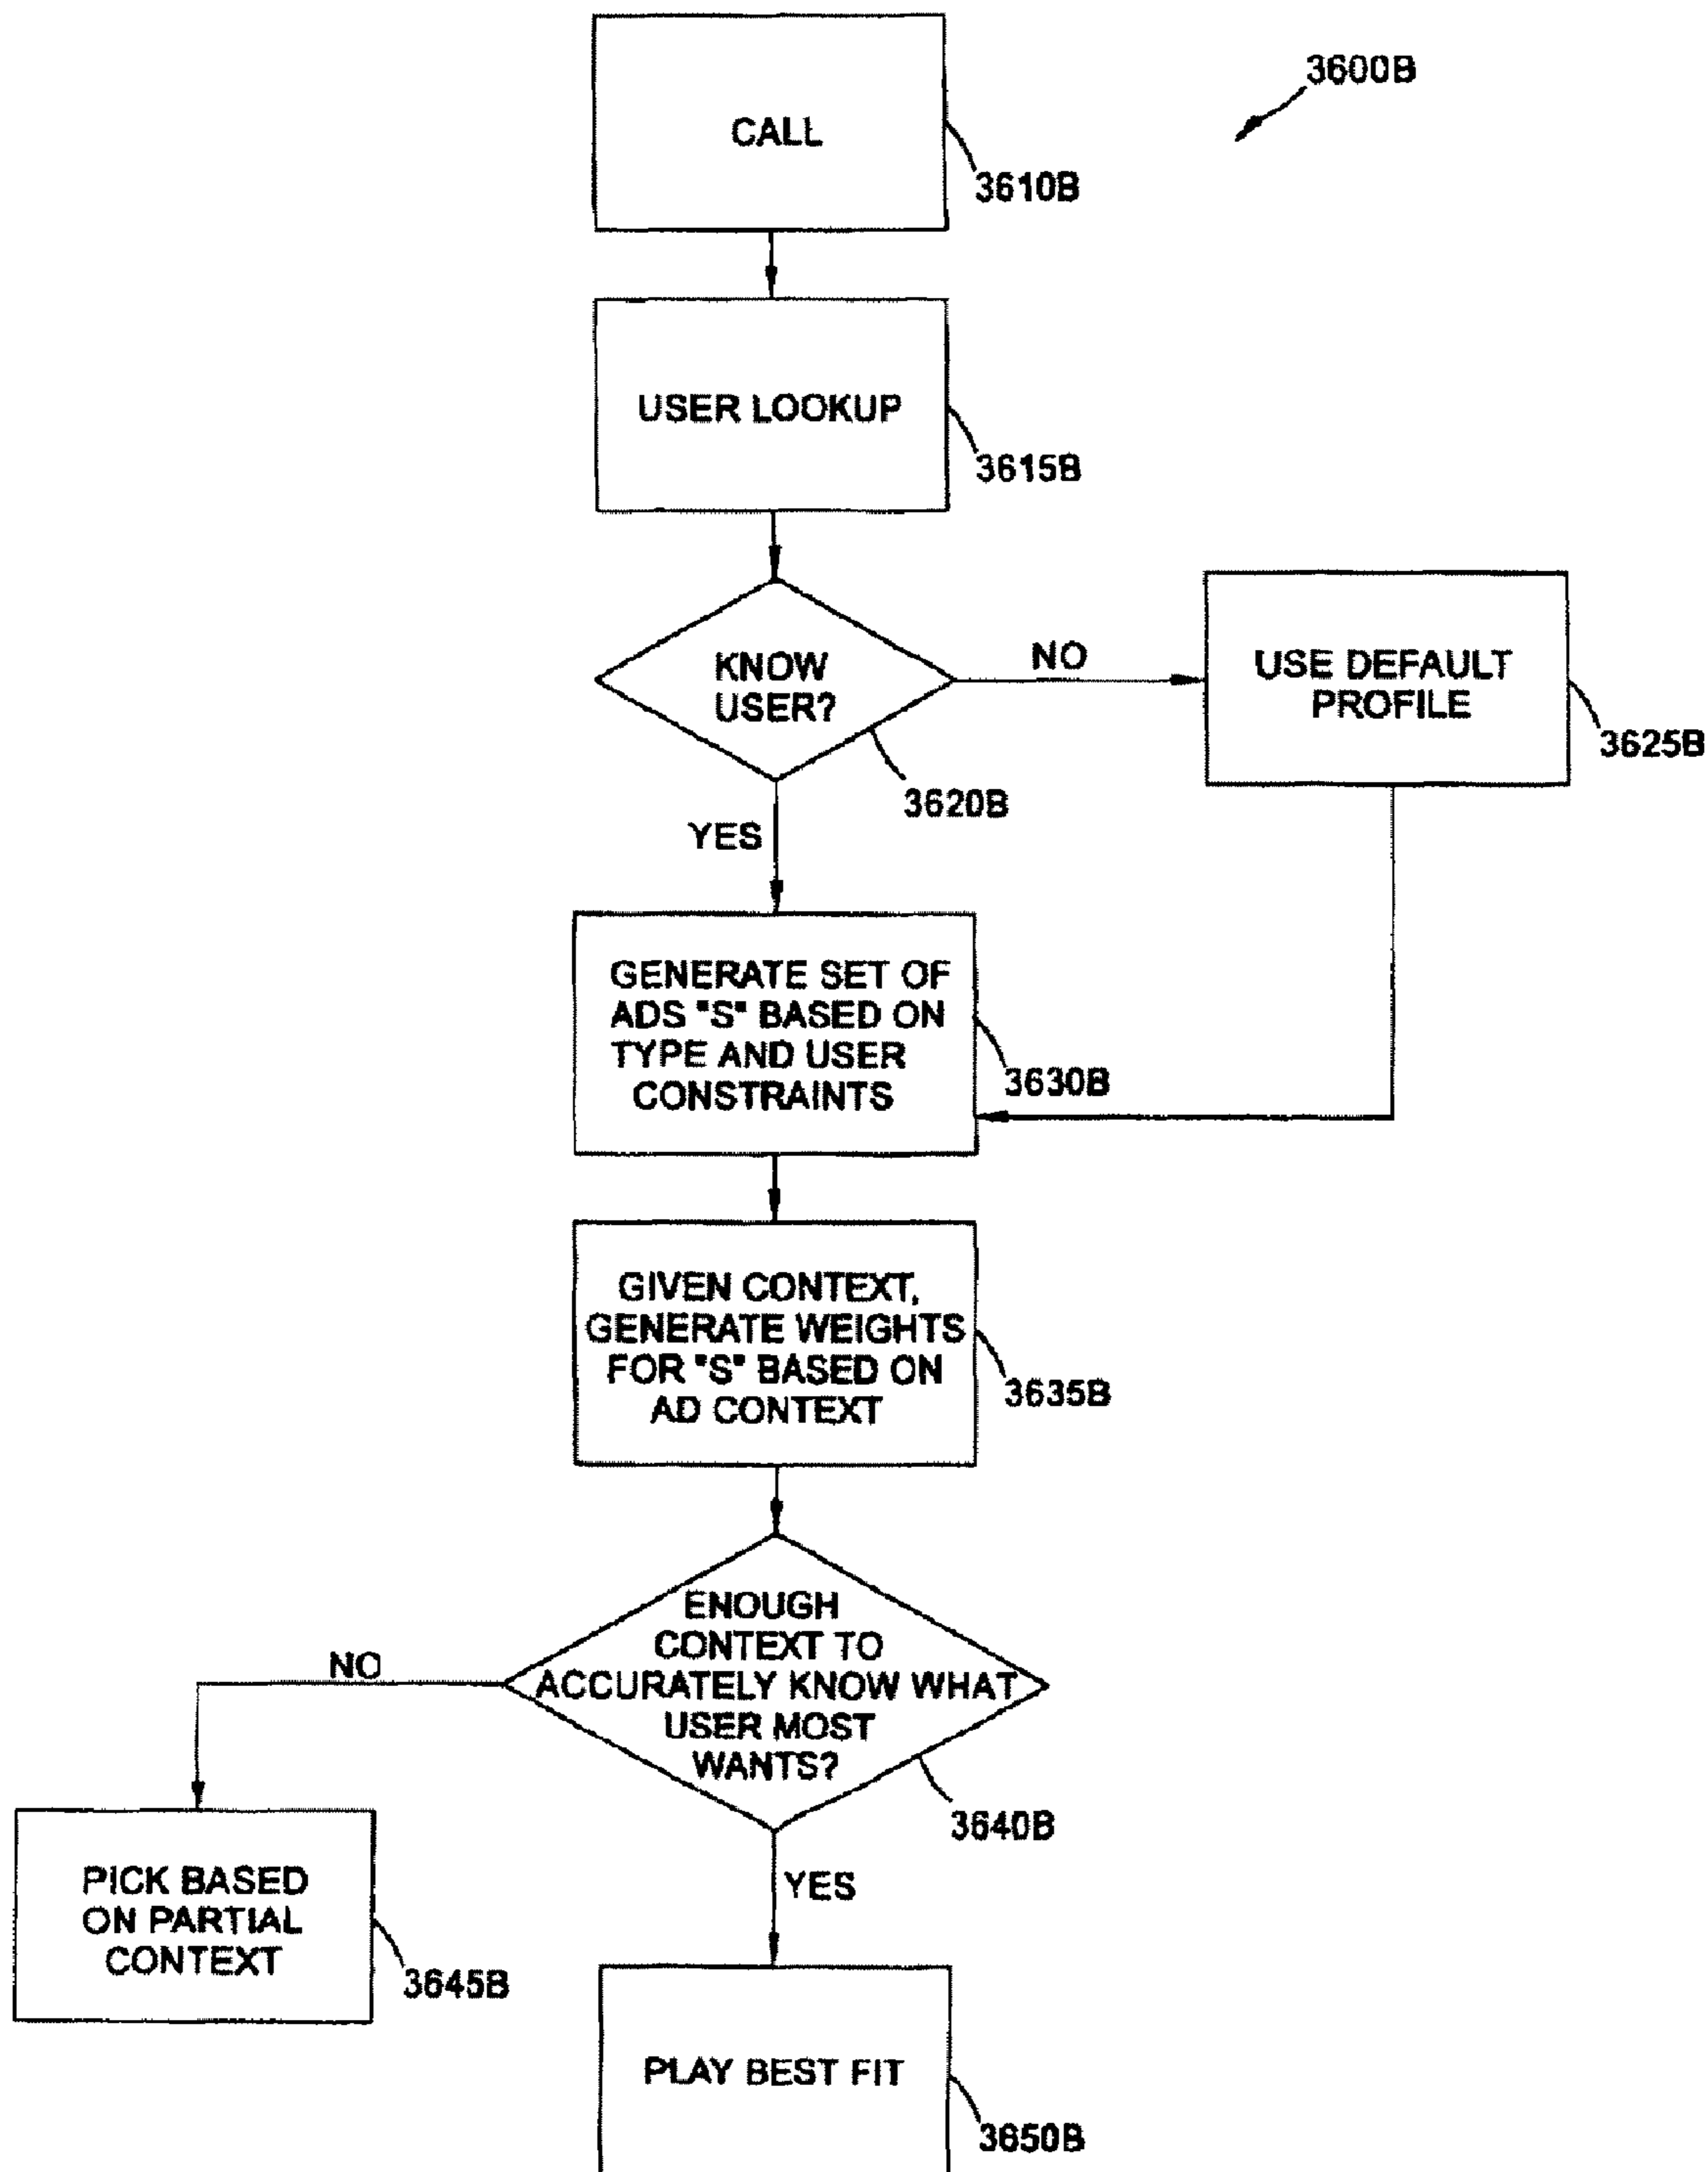 3600B
CALL
3610B
USER LOOKUP
3615B
KNOW
USER?
3620B
NO
USE DEFAULT
PROFILE
3625B
YES
GENERATE SET OF
ADS "S" BASED ON
TYPE AND USER
CONSTRAINTS
3630B
GIVEN CONTEXT,
GENERATE WEIGHTS
FOR "S" BASED ON
AD CONTEXT
3635B
ENOUGH
CONTEXT TO
ACCURATELY KNOW WHAT
USER MOST
WANTS?
3640B
NO
PICK BASED
ON PARTIAL
CONTEXT
3645B
YES
PLAY BEST FIT
3650B